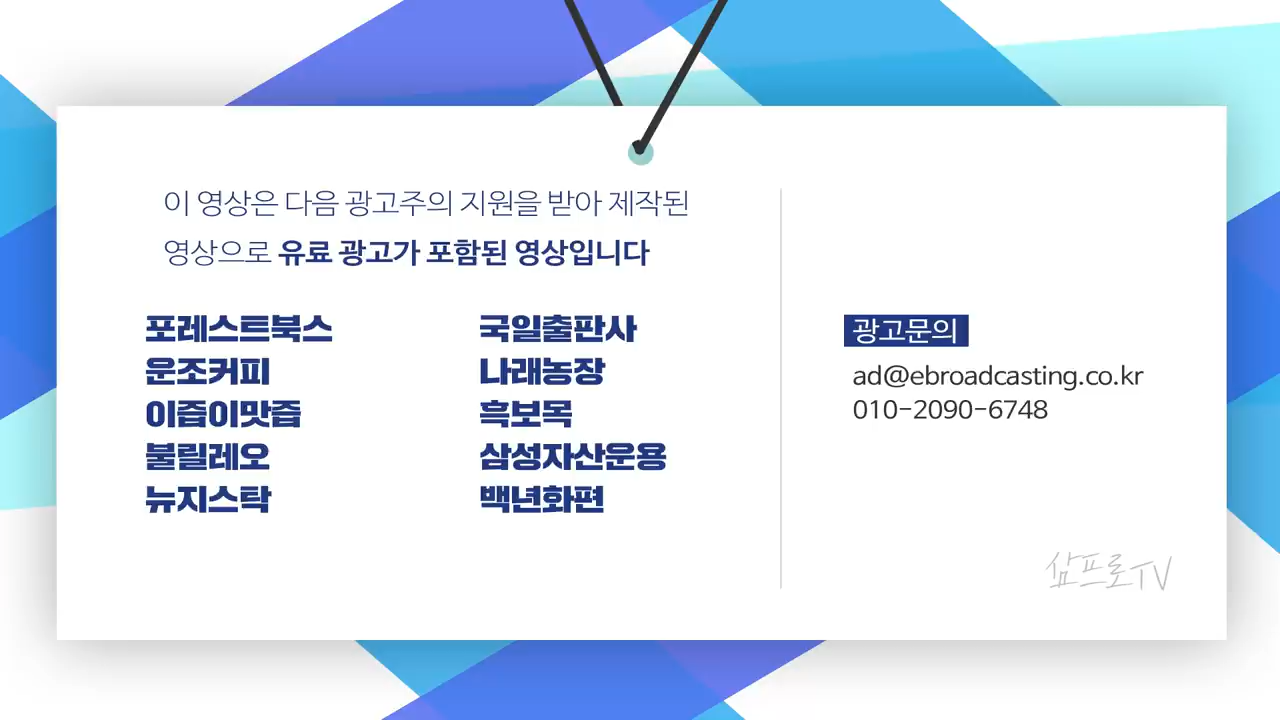 이 영상은 다음 광고주의 지원을 받아 제작된
영상으로 유료 광고가 포함된 영상입니다
포레스트북스
운조커피
이즙이맛즙
불릴레오
뉴지스탁
국일출판사
나래농장
흑보목
삼성자산운용
백년화편
광고문의
ad@ebroadcasting.co.kr
010-2090-6748
삼프로TV